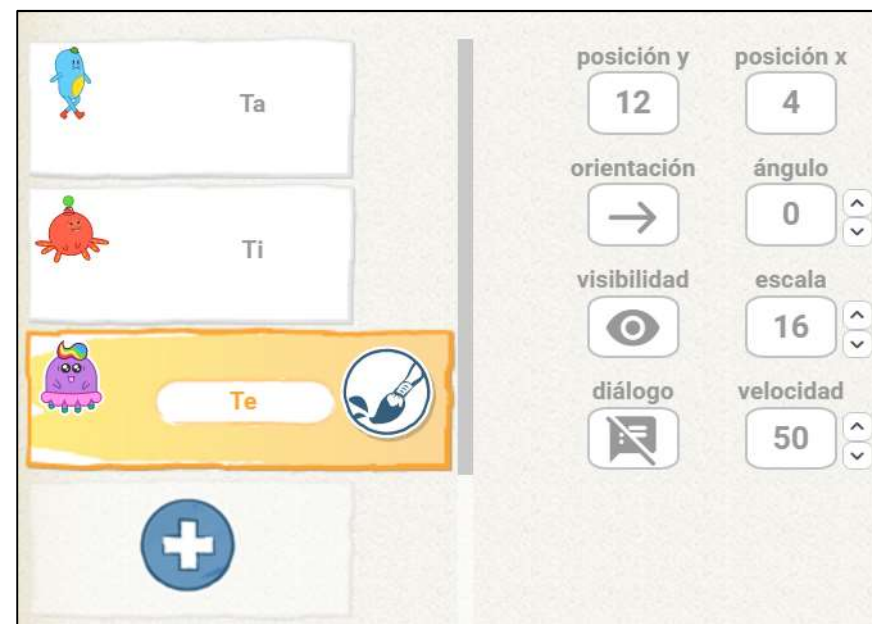 Ta
Ti
Te
posición y posición x
12 4
orientación ángulo
0
visibilidad escala
16
diálogo velocidad
50